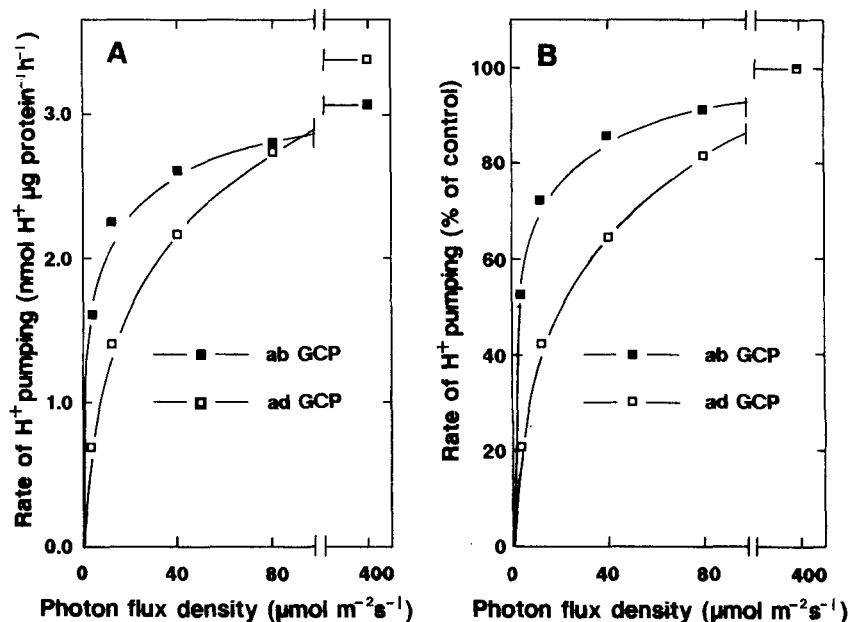 A
Rate of H⁺ pumping (nmol H⁺ µg protein⁻¹h⁻¹)
3.0
2.0
1.0
0.0
ab GCP
ad GCP
0 40 80 400
Photon flux density (µmol m⁻²s⁻¹)
B
Rate of H⁺ pumping (% of control)
100
80
60
40
20
0
ab GCP
ad GCP
0 40 80 400
Photon flux density (µmol m⁻²s⁻¹)